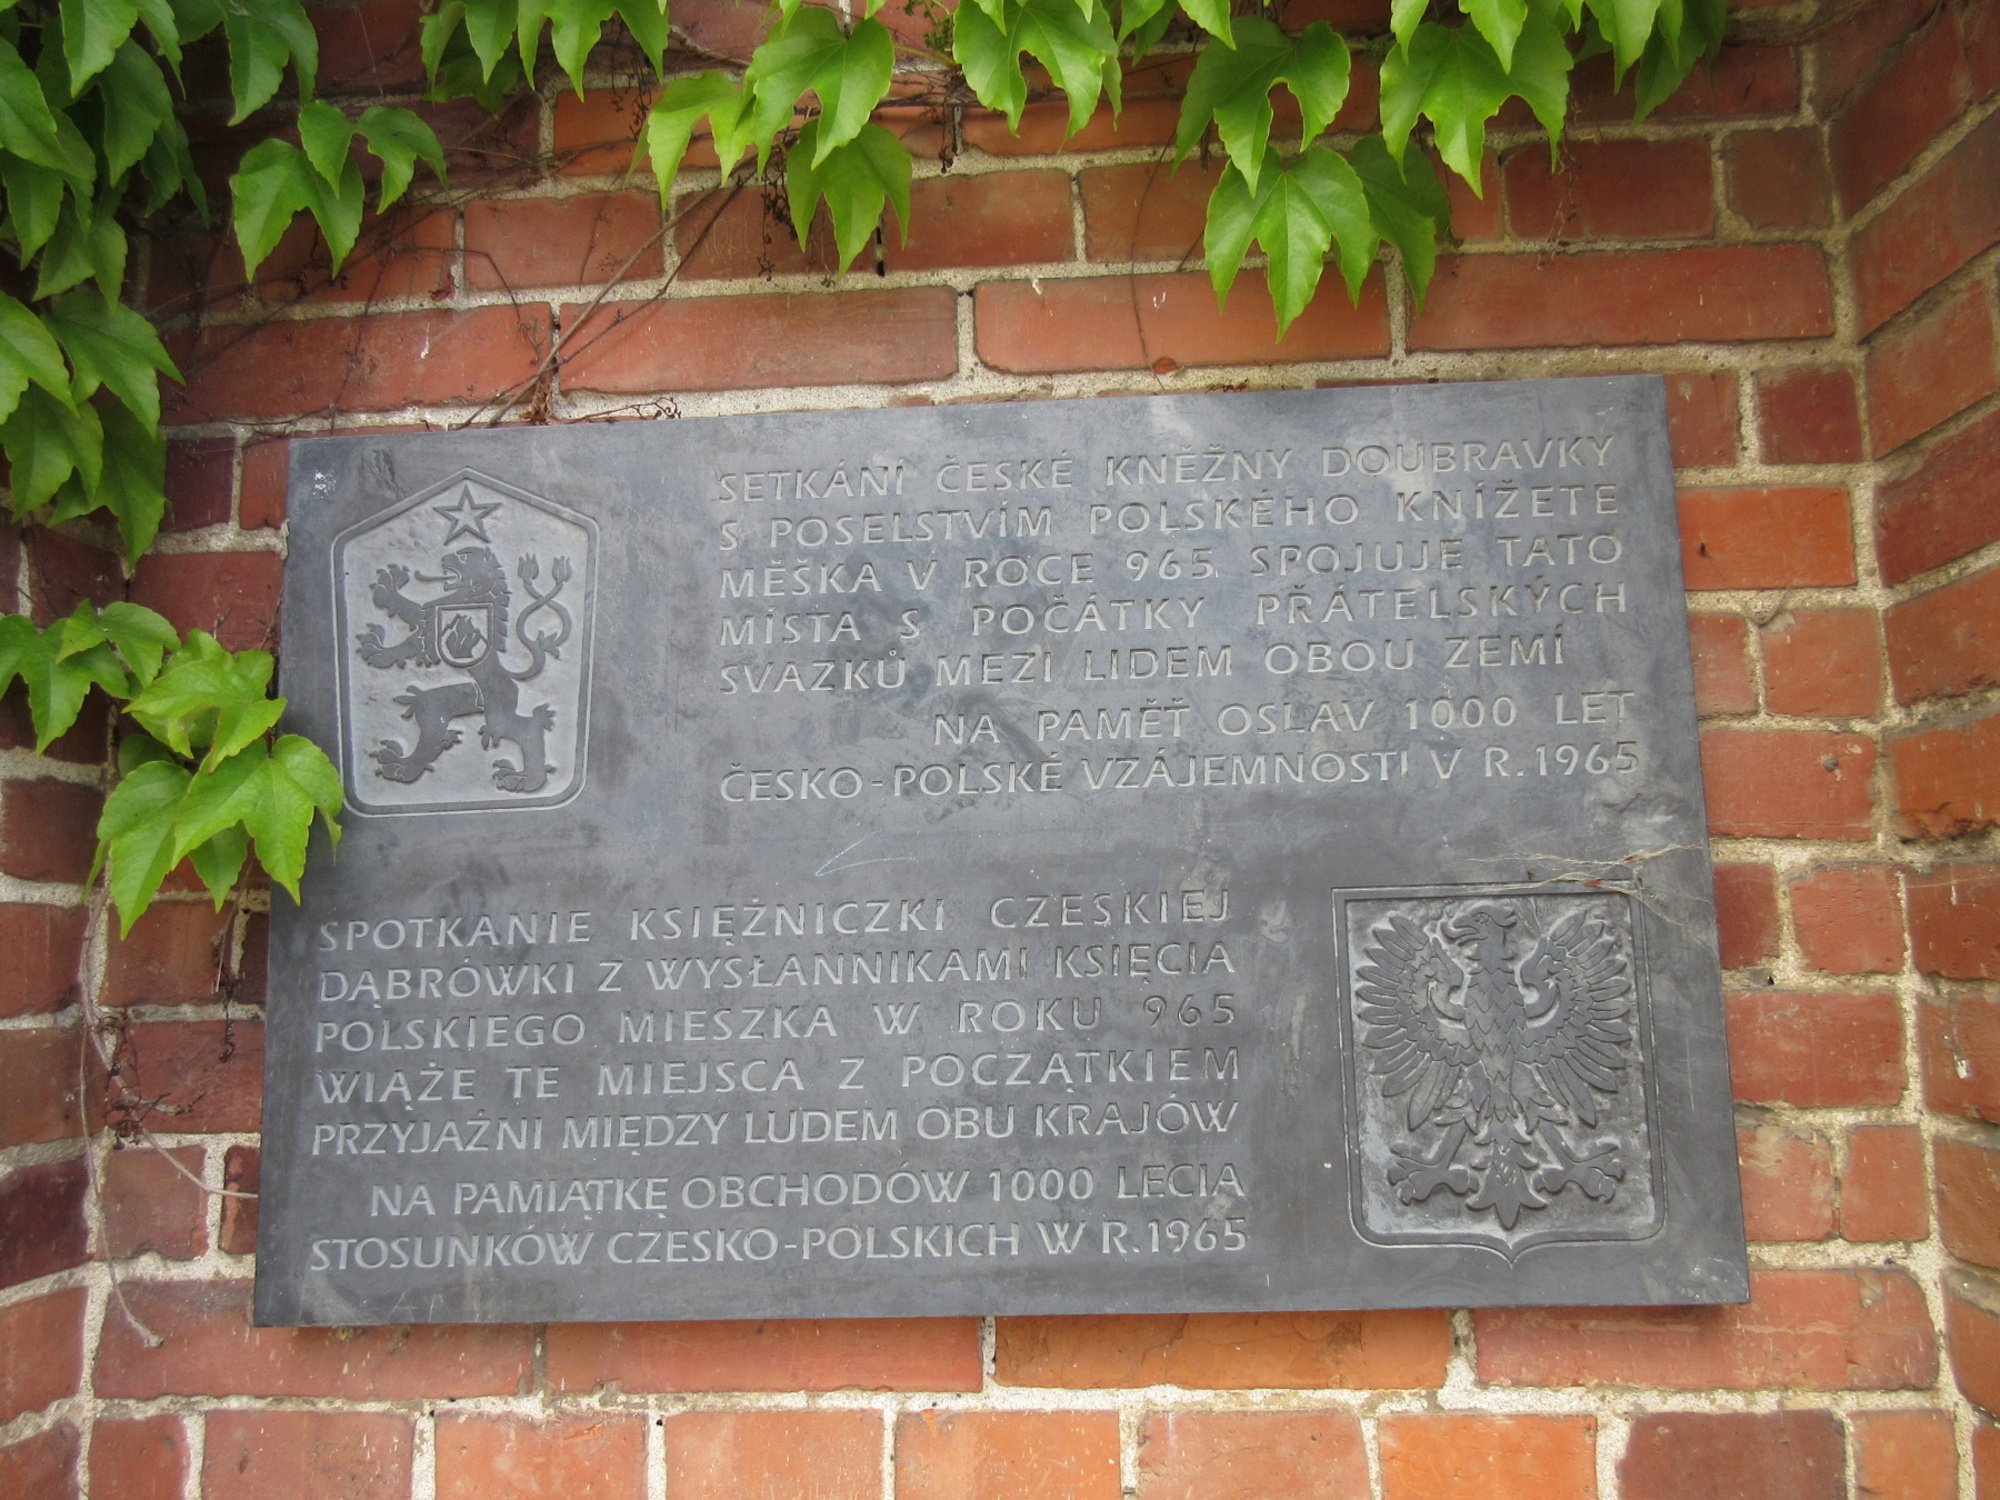 SETKÁNÍ ČESKÉ KNĚŽNY DOUBRAVKY
S POSELSTVÍM POLSKÉHO KNÍŽETE
MĚŠKA V ROCE 965 SPOJUJE TATO
MÍSTA S POČÁTKY PŘÁTELSKÝCH
SVAZKŮ MEZI LIDEM OBOU ZEMÍ
NA PAMĚŤ OSLAV 1000 LET
ČESKO-POLSKÉ VZÁJEMNOSTI V R. 1965
SPOTKANIE KSIĘŻNICZKI CZESKIEJ
DĄBRÓWKI Z WYSŁANNIKAMI KSIĘCIA
POLSKIEGO MIESZKA W ROKU 965
WIĄŻE TE MIEJSCA Z POCZĄTKIEM
PRZYJAŹNI MIĘDZY LUDEM OBU KRAJÓW
NA PAMIĄTKĘ OBCHODÓW 1000 LECIA
STOSUNKÓW CZESKO-POLSKICH W R. 1965